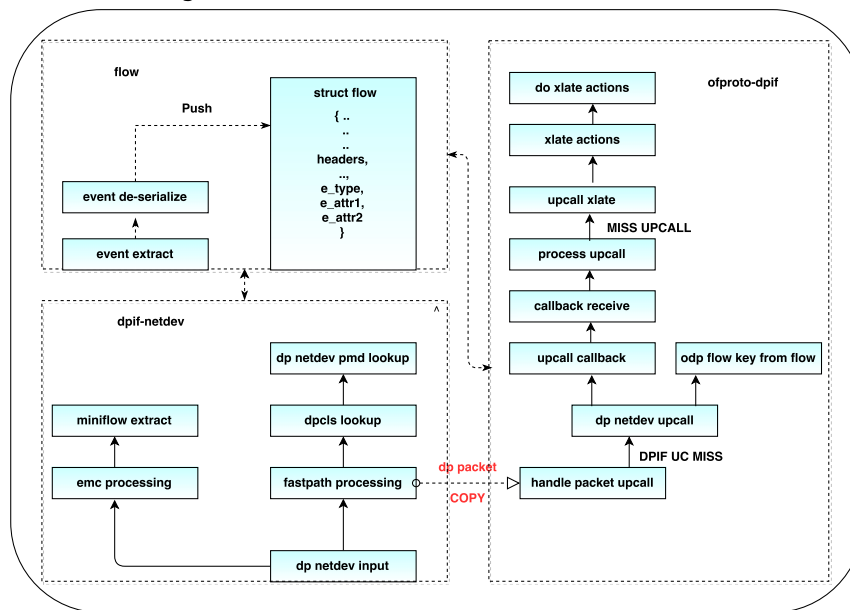 flow
Push
struct flow
{ ..
..
..
headers,
..,
e_type,
e_attr1,
e_attr2
}
event de-serialize
event extract
dpif-netdev
^
dp netdev pmd lookup
miniflow extract
dpcls lookup
emc processing
fastpath processing
dp netdev input
dp packet
COPY
ofproto-dpif
do xlate actions
xlate actions
upcall xlate
MISS UPCALL
process upcall
callback receive
upcall callback
odp flow key from flow
dp netdev upcall
DPIF UC MISS
handle packet upcall